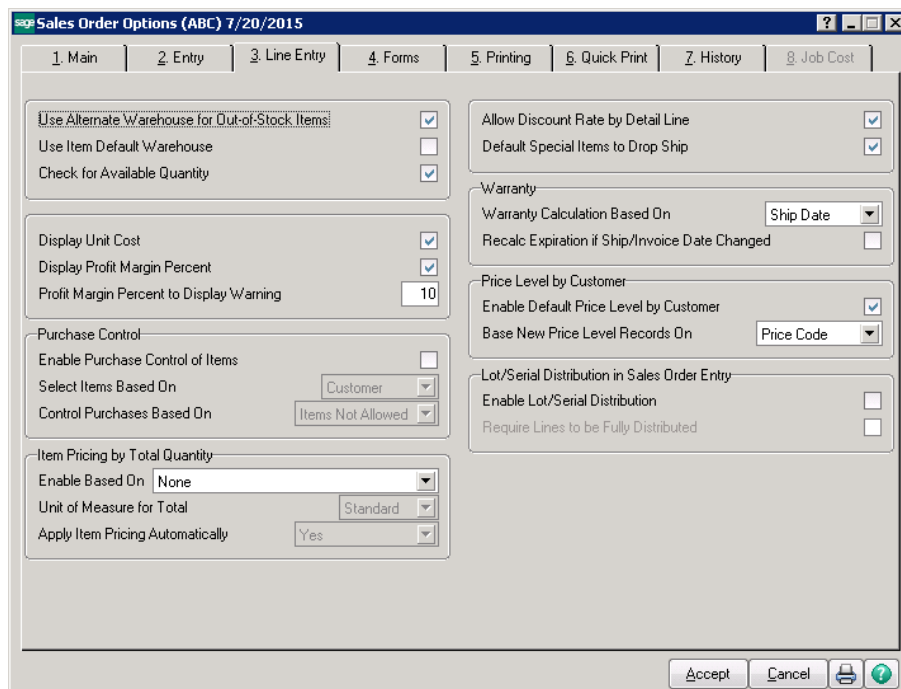 sage Sales Order Options (ABC) 7/20/2015
1. Main 2. Entry 3. Line Entry 4. Forms 5. Printing 6. Quick Print 7. History 8. Job Cost
Use Alternate Warehouse for Out-of-Stock Items
Use Item Default Warehouse
Check for Available Quantity
Display Unit Cost
Display Profit Margin Percent
Profit Margin Percent to Display Warning 10
Purchase Control
Enable Purchase Control of Items
Select Items Based On Customer
Control Purchases Based On Items Not Allowed
Item Pricing by Total Quantity
Enable Based On None
Unit of Measure for Total Standard
Apply Item Pricing Automatically Yes
Allow Discount Rate by Detail Line
Default Special Items to Drop Ship
Warranty
Warranty Calculation Based On Ship Date
Recalc Expiration if Ship/Invoice Date Changed
Price Level by Customer
Enable Default Price Level by Customer
Base New Price Level Records On Price Code
Lot/Serial Distribution in Sales Order Entry
Enable Lot/Serial Distribution
Require Lines to be Fully Distributed
Accept Cancel